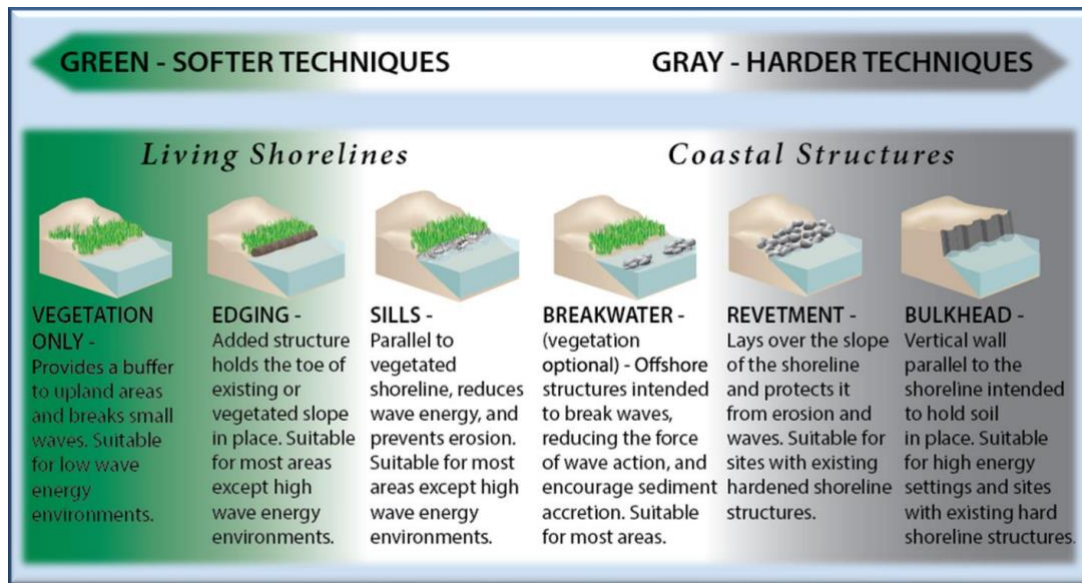 GREEN - SOFTER TECHNIQUES
GRAY - HARDER TECHNIQUES
Living Shorelines
Coastal Structures
VEGETATION
ONLY -
Provides a buffer
to upland areas
and breaks small
waves. Suitable
for low wave
energy
environments.
EDGING -
Added structure
holds the toe of
existing or
vegetated slope
in place. Suitable
for most areas
except high
wave energy
environments.
SILLS -
Parallel to
vegetated
shoreline, reduces
wave energy, and
prevents erosion.
Suitable for most
areas except high
wave energy
environments.
BREAKWATER -
(vegetation
optional) - Offshore
structures intended
to break waves,
reducing the force
of wave action, and
encourage sediment
accretion. Suitable
for most areas.
REVETMENT -
Lays over the slope
of the shoreline
and protects it
from erosion and
waves. Suitable for
sites with existing
hardened shoreline
structures.
BULKHEAD -
Vertical wall
parallel to the
shoreline intended
to hold soil
in place. Suitable
for high energy
settings and sites
with existing hard
shoreline structures.